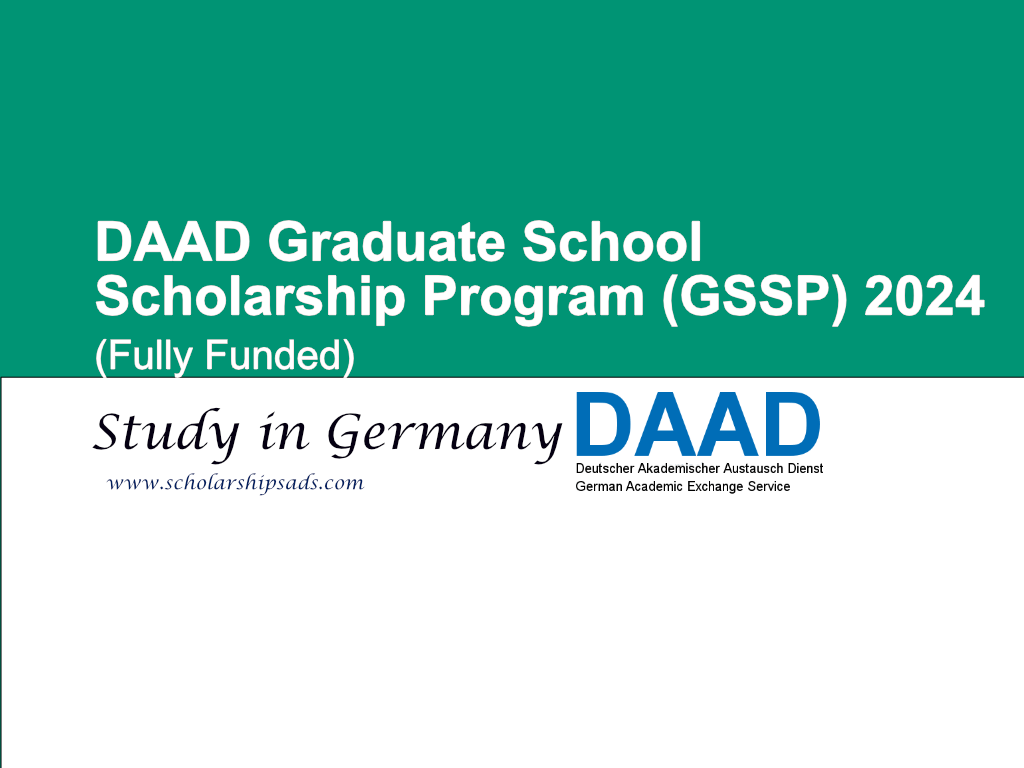 DAAD Graduate School
Scholarship Program (GSSP) 2024
(Fully Funded)
Study in Germany
www.scholarshipsads.com
DAAD
Deutscher Akademischer Austausch Dienst
German Academic Exchange Service